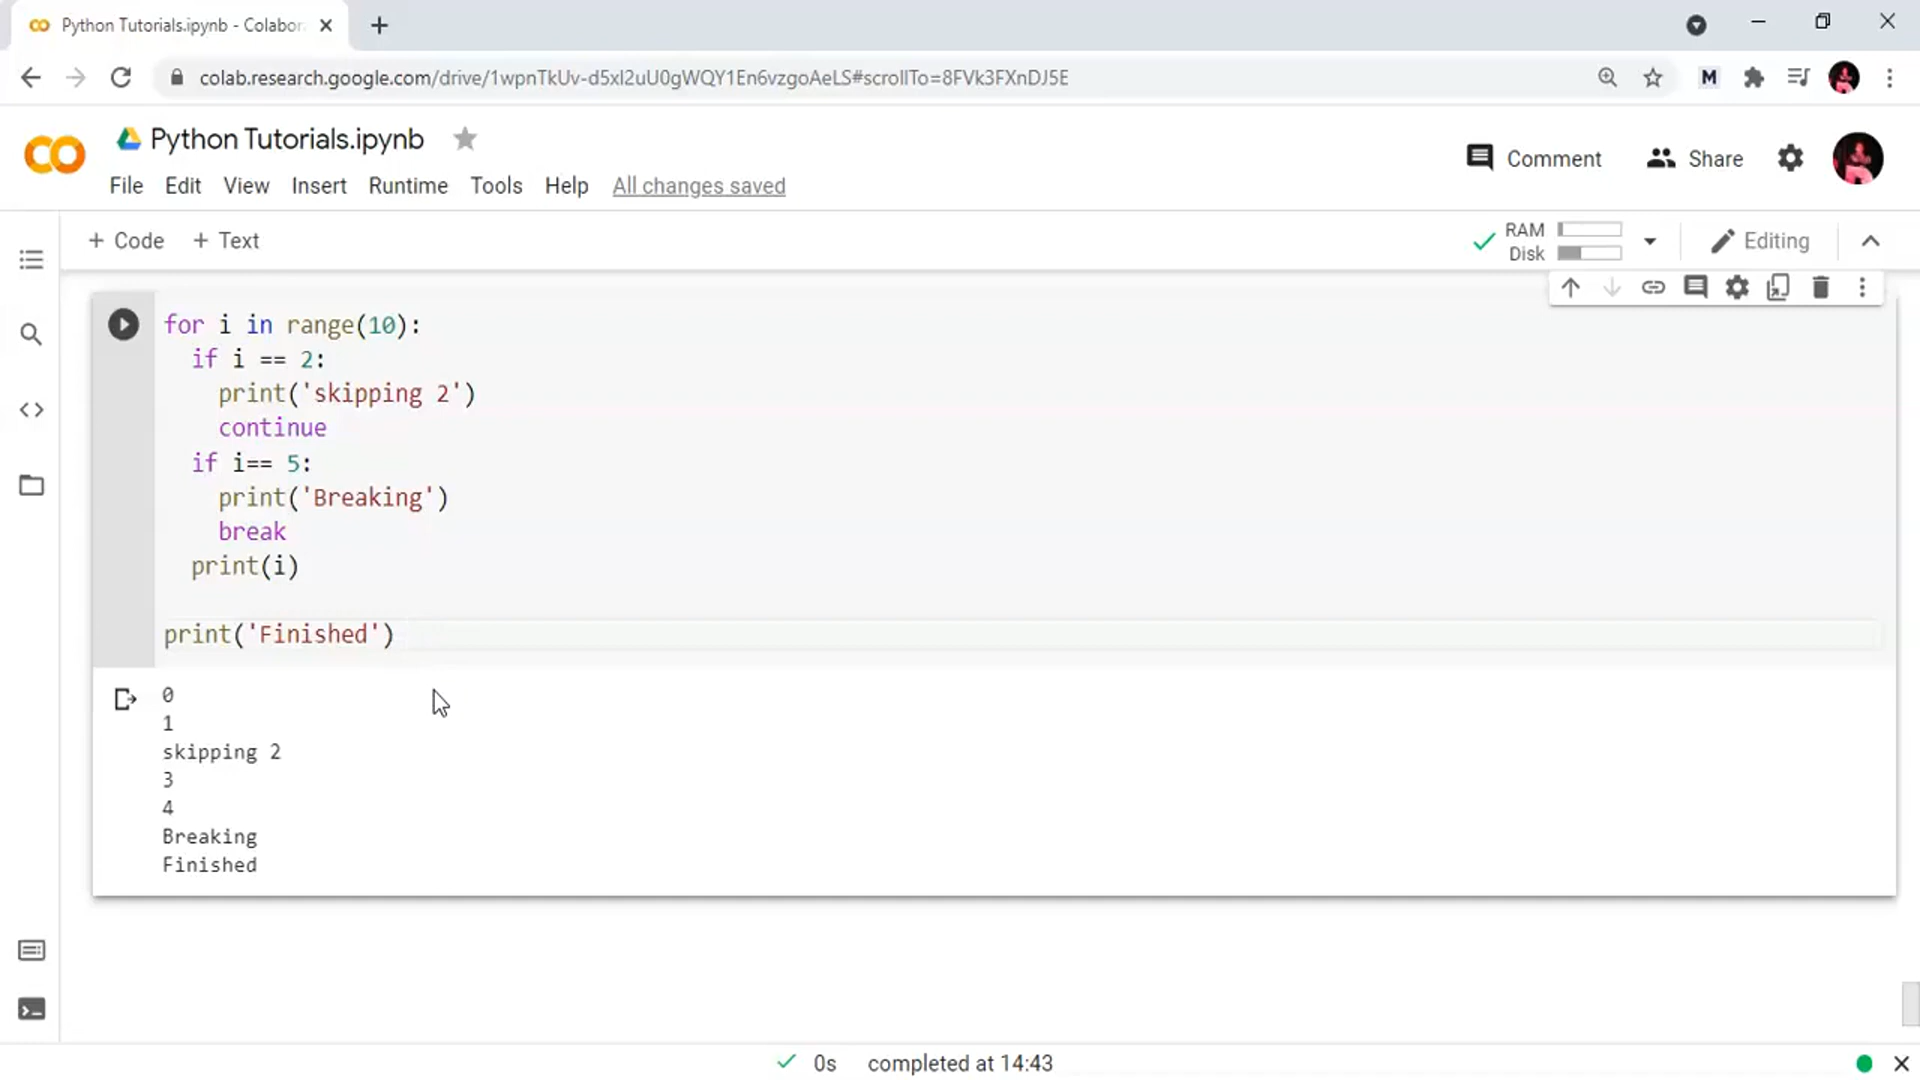 Python Tutorials.ipynb - Colabor
colab.research.google.com/drive/1wpnTkUv-d5xI2uU0gWQY1En6vzgoAeLS#scrollTo=8FVk3FXnDJ5E
M
Python Tutorials.ipynb
Comment
Share
File Edit View Insert Runtime Tools Help All changes saved
+ Code + Text
RAM
Disk
Editing
for i in range(10):
  if i == 2:
    print('skipping 2')
    continue
  if i== 5:
    print('Breaking')
    break
  print(i)
print('Finished')
0
1
skipping 2
3
4
Breaking
Finished
0s completed at 14:43